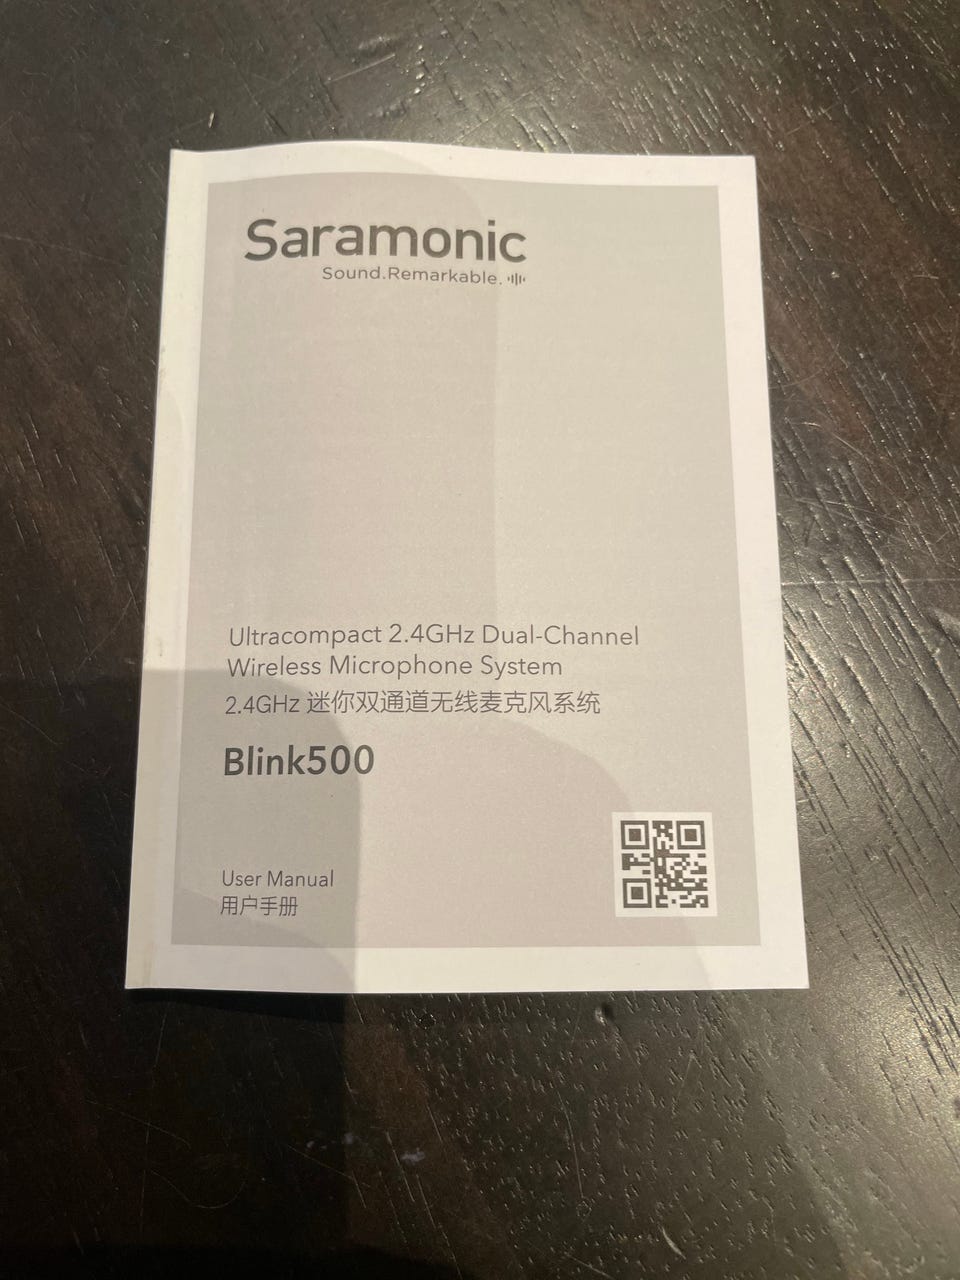 Saramonic
Sound.Remarkable.
Ultracompact 2.4GHz Dual-Channel
Wireless Microphone System
2.4GHz 迷你双通道无线麦克风系统
Blink500
User Manual
用户手册